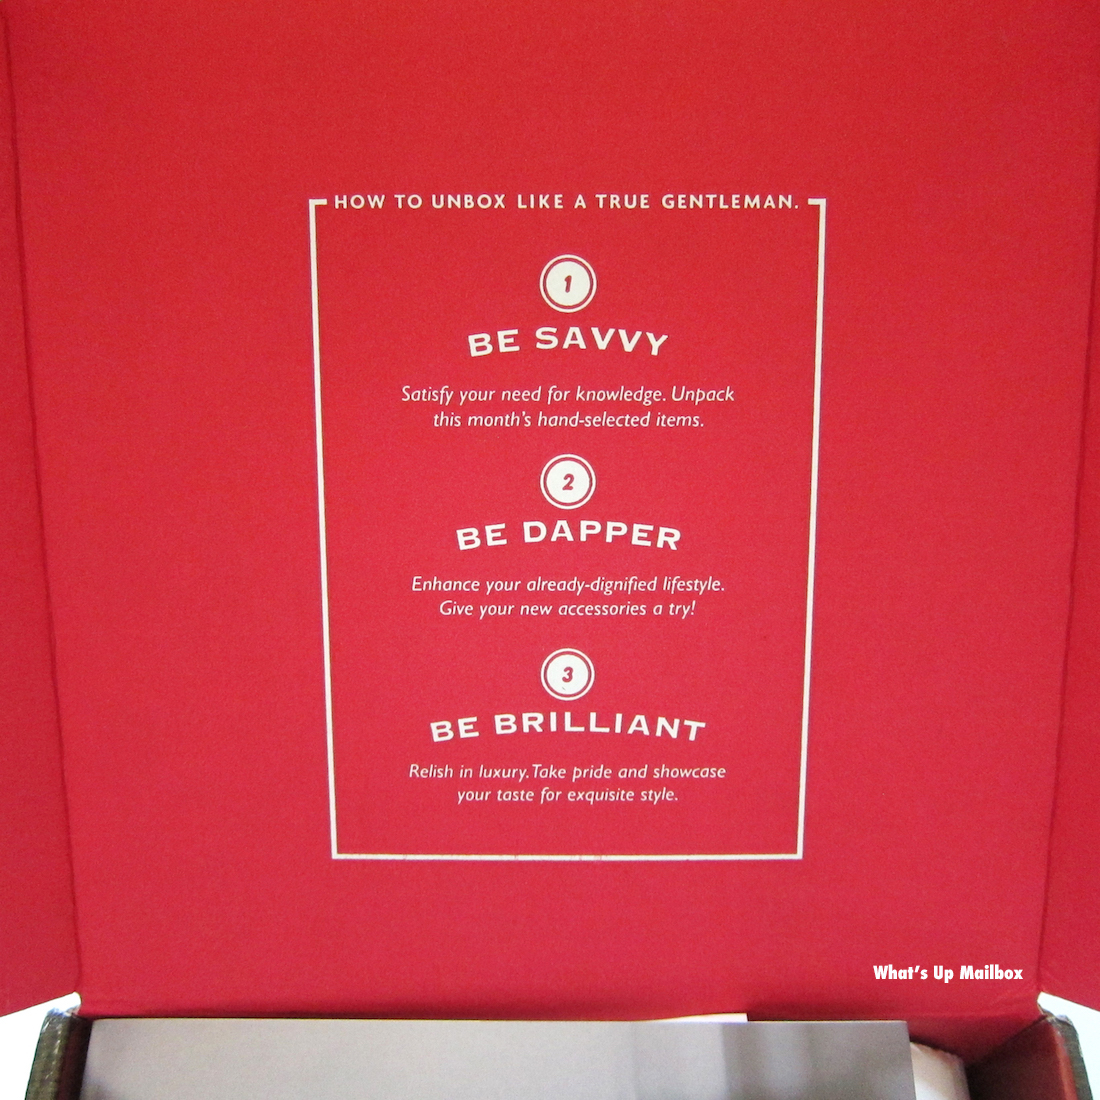 HOW TO UNBOX LIKE A TRUE GENTLEMAN.
1
BE SAVVY
Satisfy your need for knowledge. Unpack
this month's hand-selected items.
2
BE DAPPER
Enhance your already-dignified lifestyle.
Give your new accessories a try!
3
BE BRILLIANT
Relish in luxury. Take pride and showcase
your taste for exquisite style.
What's Up Mailbox